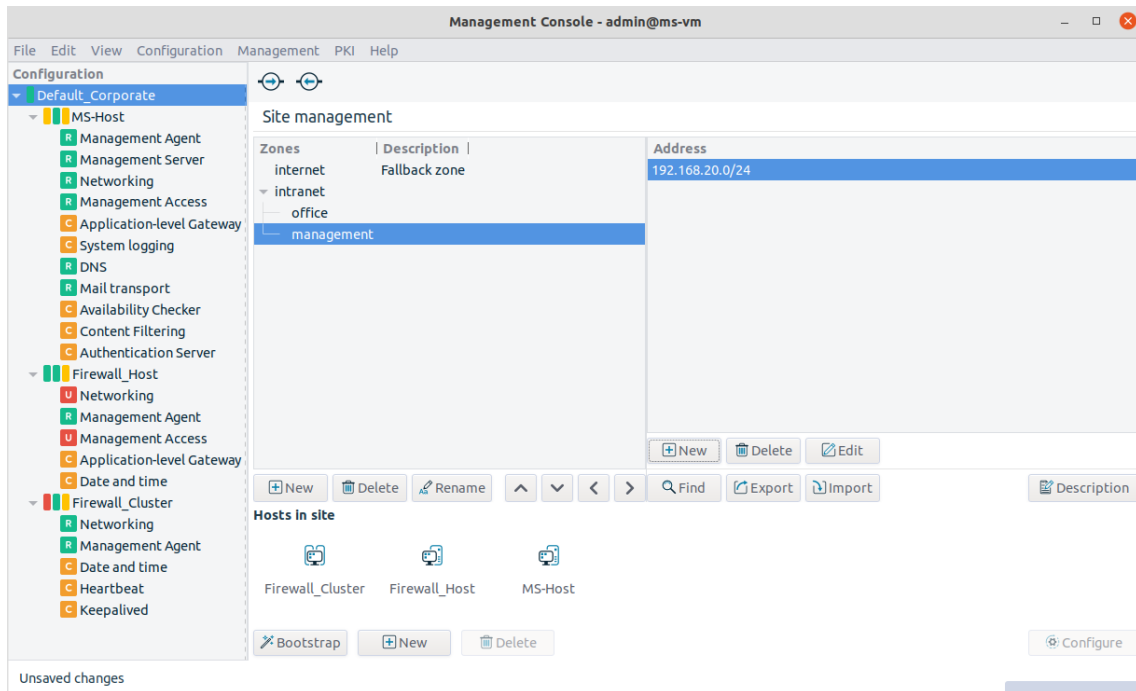 Management Console - admin@ms-vm
File Edit View Configuration Management PKI Help
Configuration
Default_Corporate
MS-Host
R Management Agent
R Management Server
R Networking
R Management Access
C Application-level Gateway
C System logging
R DNS
R Mail transport
C Availability Checker
C Content Filtering
C Authentication Server
Firewall_Host
U Networking
R Management Agent
U Management Access
C Application-level Gateway
C Date and time
Firewall_Cluster
R Networking
R Management Agent
C Date and time
C Heartbeat
C Keepalived
Site management
Zones Description
internet Fallback zone
intranet
office
management
Address
192.168.20.0/24
New Delete Edit
New Delete Rename Find Export Import Description
Hosts in site
Firewall_Cluster Firewall_Host MS-Host
Bootstrap New Delete Configure
Unsaved changes